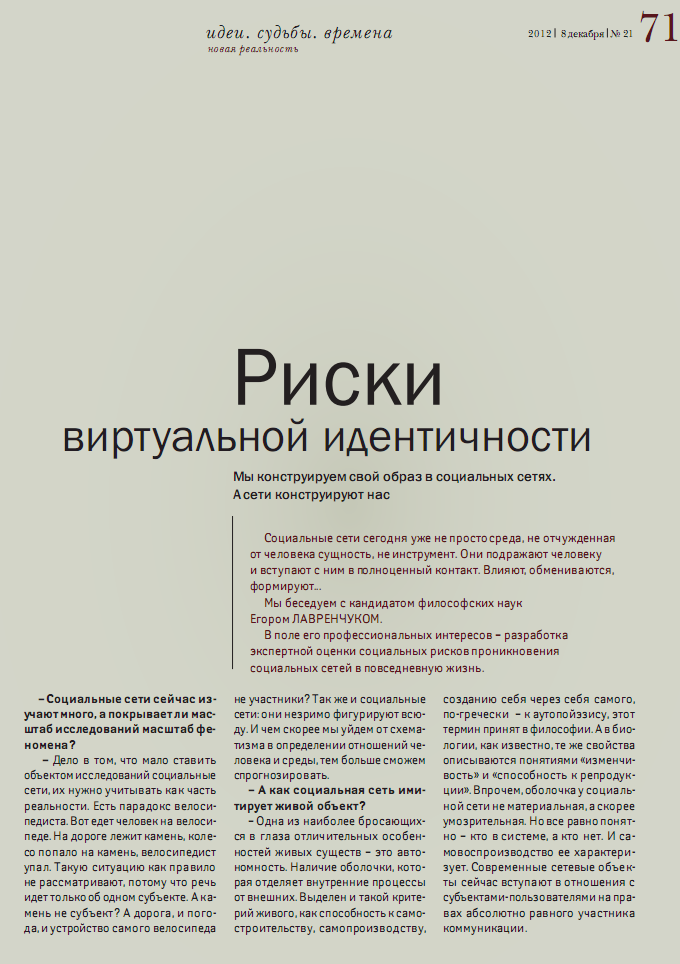 идеи. судьбы. времена
новая реальность
2012 | 8 декабря | № 21
71
Риски
виртуальной идентичности
Мы конструируем свой образ в социальных сетях.
А сети конструируют нас
Социальные сети сегодня уже не просто среда, не отчужденная
от человека сущность, не инструмент. Они подражают человеку
и вступают с ним в полноценный контакт. Влияют, обмениваются,
формируют...
Мы беседуем с кандидатом философских наук
Егором ЛАВРЕНЧУКОМ.
В поле его профессиональных интересов – разработка
экспертной оценки социальных рисков проникновения
социальных сетей в повседневную жизнь.
– Социальные сети сейчас из-
учают много, а покрывает ли мас-
штаб исследований масштаб фе-
номена?
– Дело в том, что мало ставить
объектом исследований социальные
сети, их нужно учитывать как часть
реальности. Есть парадокс велоси-
педиста. Вот едет человек на велоси-
педе. На дороге лежит камень, коле-
со попало на камень, велосипедист
упал. Такую ситуацию как правило
не рассматривают, потому что речь
идет только об одном субъекте. А ка-
мень не субъект? А дорога, и пого-
да, и устройство самого велосипеда
не участники? Так же и социальные
сети: они незримо фигурируют всю-
ду. И чем скорее мы уйдем от схема-
тизма в определении отношений че-
ловека и среды, тем больше сможем
спрогнозировать.
– А как социальная сеть ими-
тирует живой объект?
– Одна из наиболее бросающих-
ся в глаза отличительных особен-
ностей живых существ – это авто-
номность. Наличие оболочки, кото-
рая отделяет внутренние процессы
от внешних. Выделен и такой крите-
рий живого, как способность к само-
строительству, самопроизводству,
созданию себя через себя самого,
по-гречески – к аутопойэзису, этот
термин принят в философии. А в био-
логии, как известно, те же свойства
описываются понятиями «изменчи-
вость» и «способность к репродук-
ции». Впрочем, оболочка у социаль-
ной сети не материальная, а скорее
умозрительная. Но все равно понят-
но – кто в системе, а кто нет. И са-
мовоспроизводство ее характери-
зует. Современные сетевые объек-
ты сейчас вступают в отношения с
субъектами-пользователями на пра-
вах абсолютно равного участника
коммуникации.